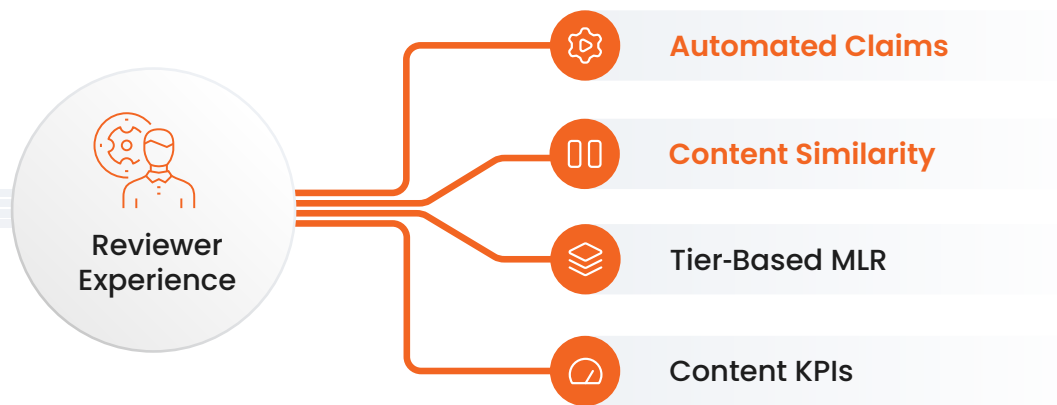 Reviewer
Experience
Automated Claims
Content Similarity
Tier-Based MLR
Content KPIs